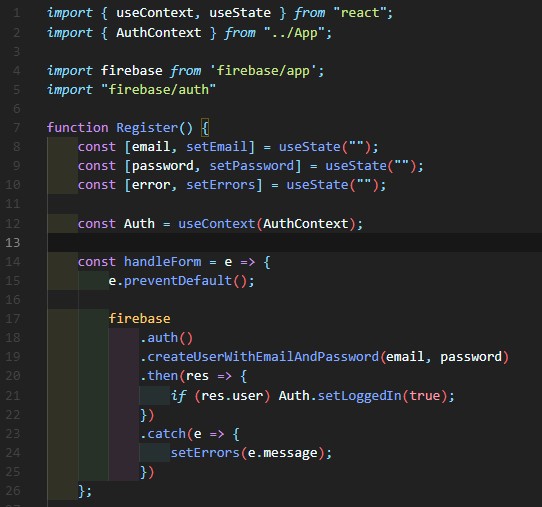 1 import { useContext, useState } from "react";
2 import { AuthContext } from "../App";
3
4 import firebase from 'firebase/app';
5 import "firebase/auth"
6
7 function Register() {
8 const [email, setEmail] = useState("");
9 const [password, setPassword] = useState("");
10 const [error, setErrors] = useState("");
11
12 const Auth = useContext(AuthContext);
13
14 const handleForm = e => {
15 e.preventDefault();
16
17 firebase
18 .auth()
19 .createUserWithEmailAndPassword(email, password)
20 .then(res => {
21 if (res.user) Auth.setLoggedIn(true);
22 })
23 .catch(e => {
24 setErrors(e.message);
25 })
26 };